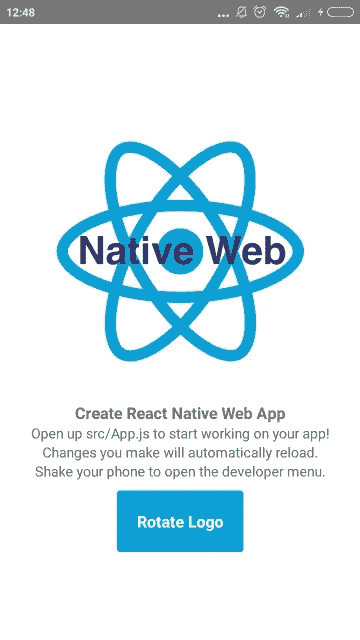 12:48
Native Web
Create React Native Web App
Open up src/App.js to start working on your app!
Changes you make will automatically reload.
Shake your phone to open the developer menu.
Rotate Logo